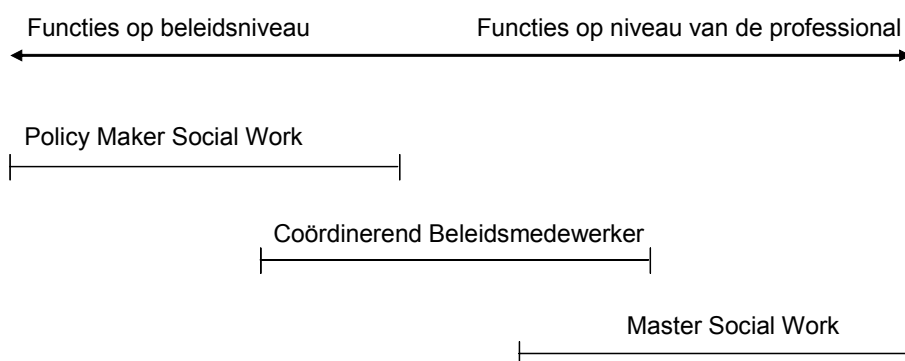 Functies op beleidsniveau Functies op niveau van de professional
Policy Maker Social Work
Coördinerend Beleidsmedewerker
Master Social Work